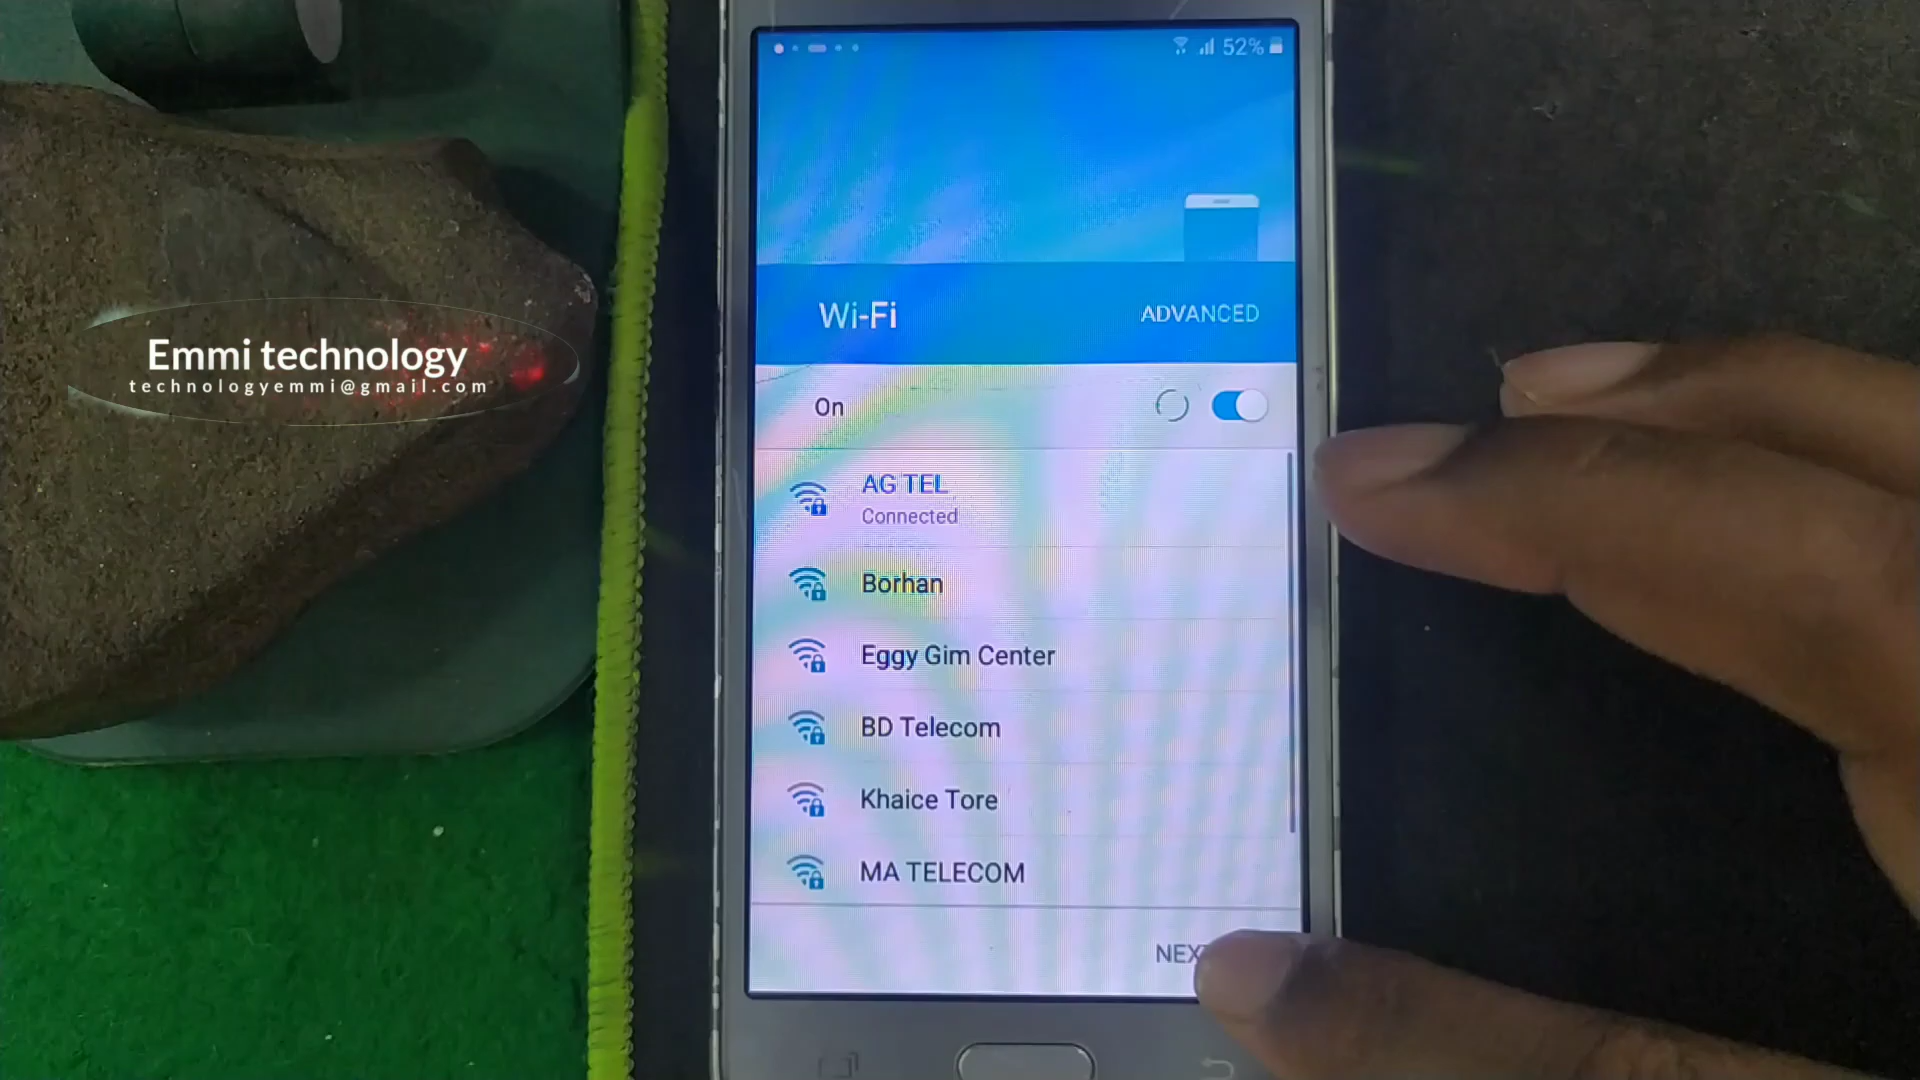 52%
Wi-Fi
ADVANCED
On
AG TEL
Connected
Borhan
Eggy Gim Center
BD Telecom
Khaice Tore
MA TELECOM
NEX
Emmi technology
technologyemmi@gmail.com